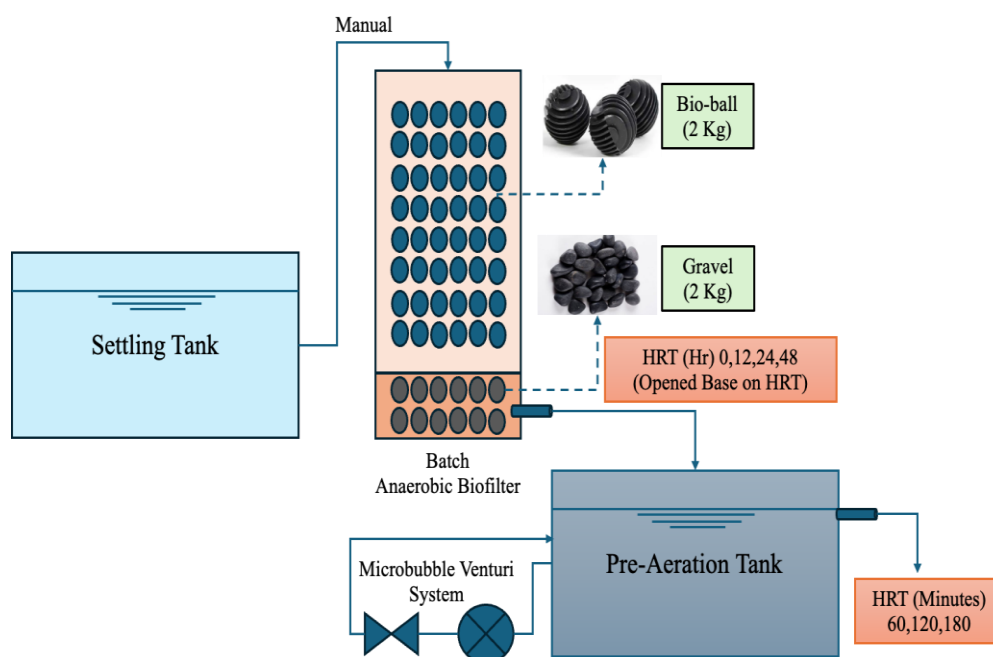 Manual
Bio-ball
(2 Kg)
Gravel
(2 Kg)
Settling Tank
HRT (Hr) 0,12,24,48
(Opened Base on HRT)
Batch
Anaerobic Biofilter
Microbubble Venturi
System
Pre-Aeration Tank
HRT (Minutes)
60,120,180